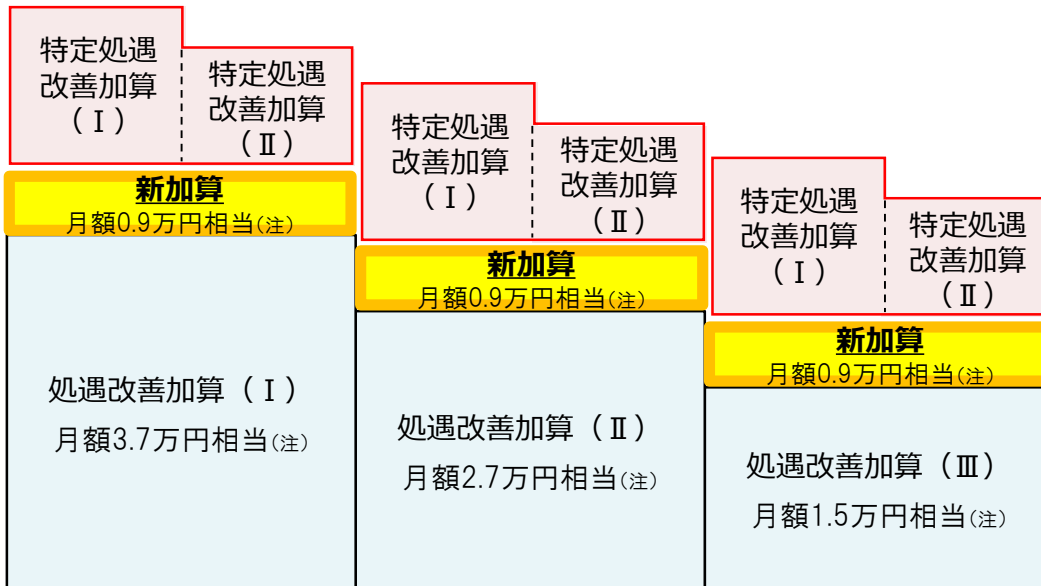 特定処遇
改善加算
（Ⅰ）
特定処遇
改善加算
（Ⅱ）
新加算
月額0.9万円相当(注)
処遇改善加算（Ⅰ）
月額3.7万円相当(注)
特定処遇
改善加算
（Ⅰ）
特定処遇
改善加算
（Ⅱ）
新加算
月額0.9万円相当(注)
処遇改善加算（Ⅱ）
月額2.7万円相当(注)
特定処遇
改善加算
（Ⅰ）
特定処遇
改善加算
（Ⅱ）
新加算
月額0.9万円相当(注)
処遇改善加算（Ⅲ）
月額1.5万円相当(注)